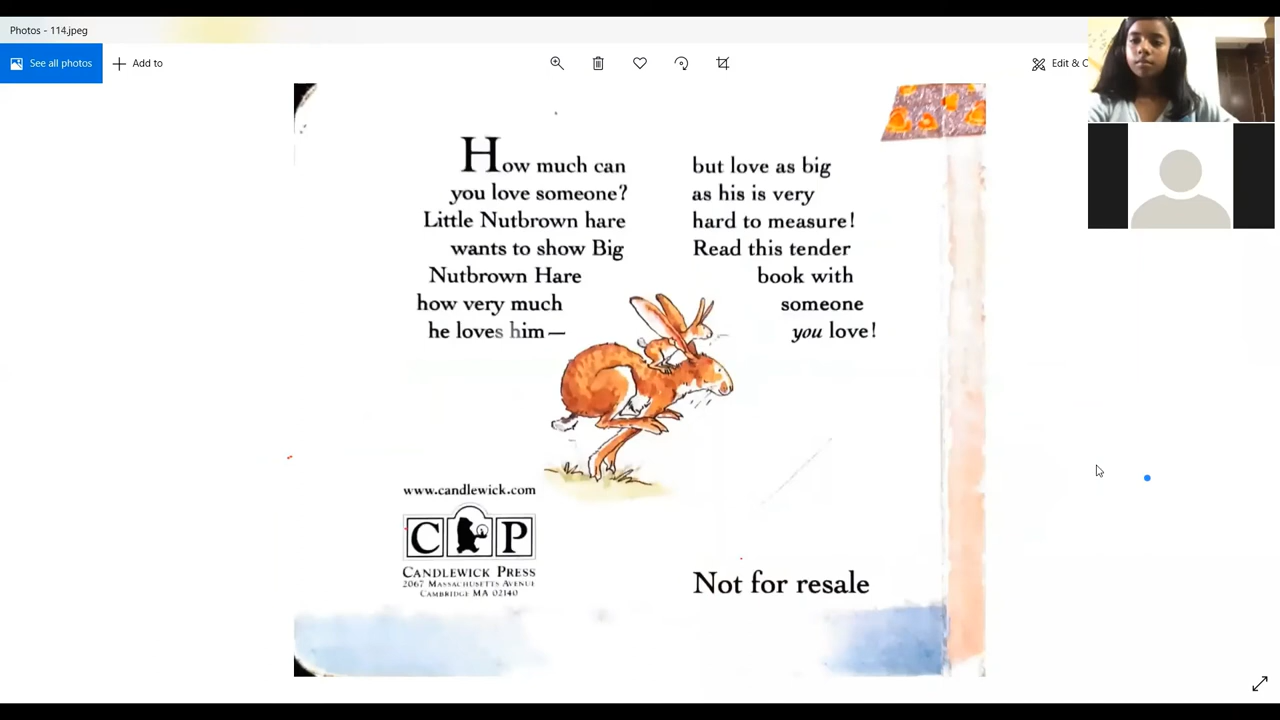 Photos - 114.jpeg
See all photos
Add to
Edit & C
How much can
you love someone?
Little Nutbrown hare
wants to show Big
Nutbrown Hare
how very much
he loves him—
but love as big
as his is very
hard to measure!
Read this tender
book with
someone
you love!
www.candlewick.com
C P
CANDLEWICK PRESS
2067 MASSACHUSETTS AVENUE
CAMBRIDGE MA 02140
Not for resale